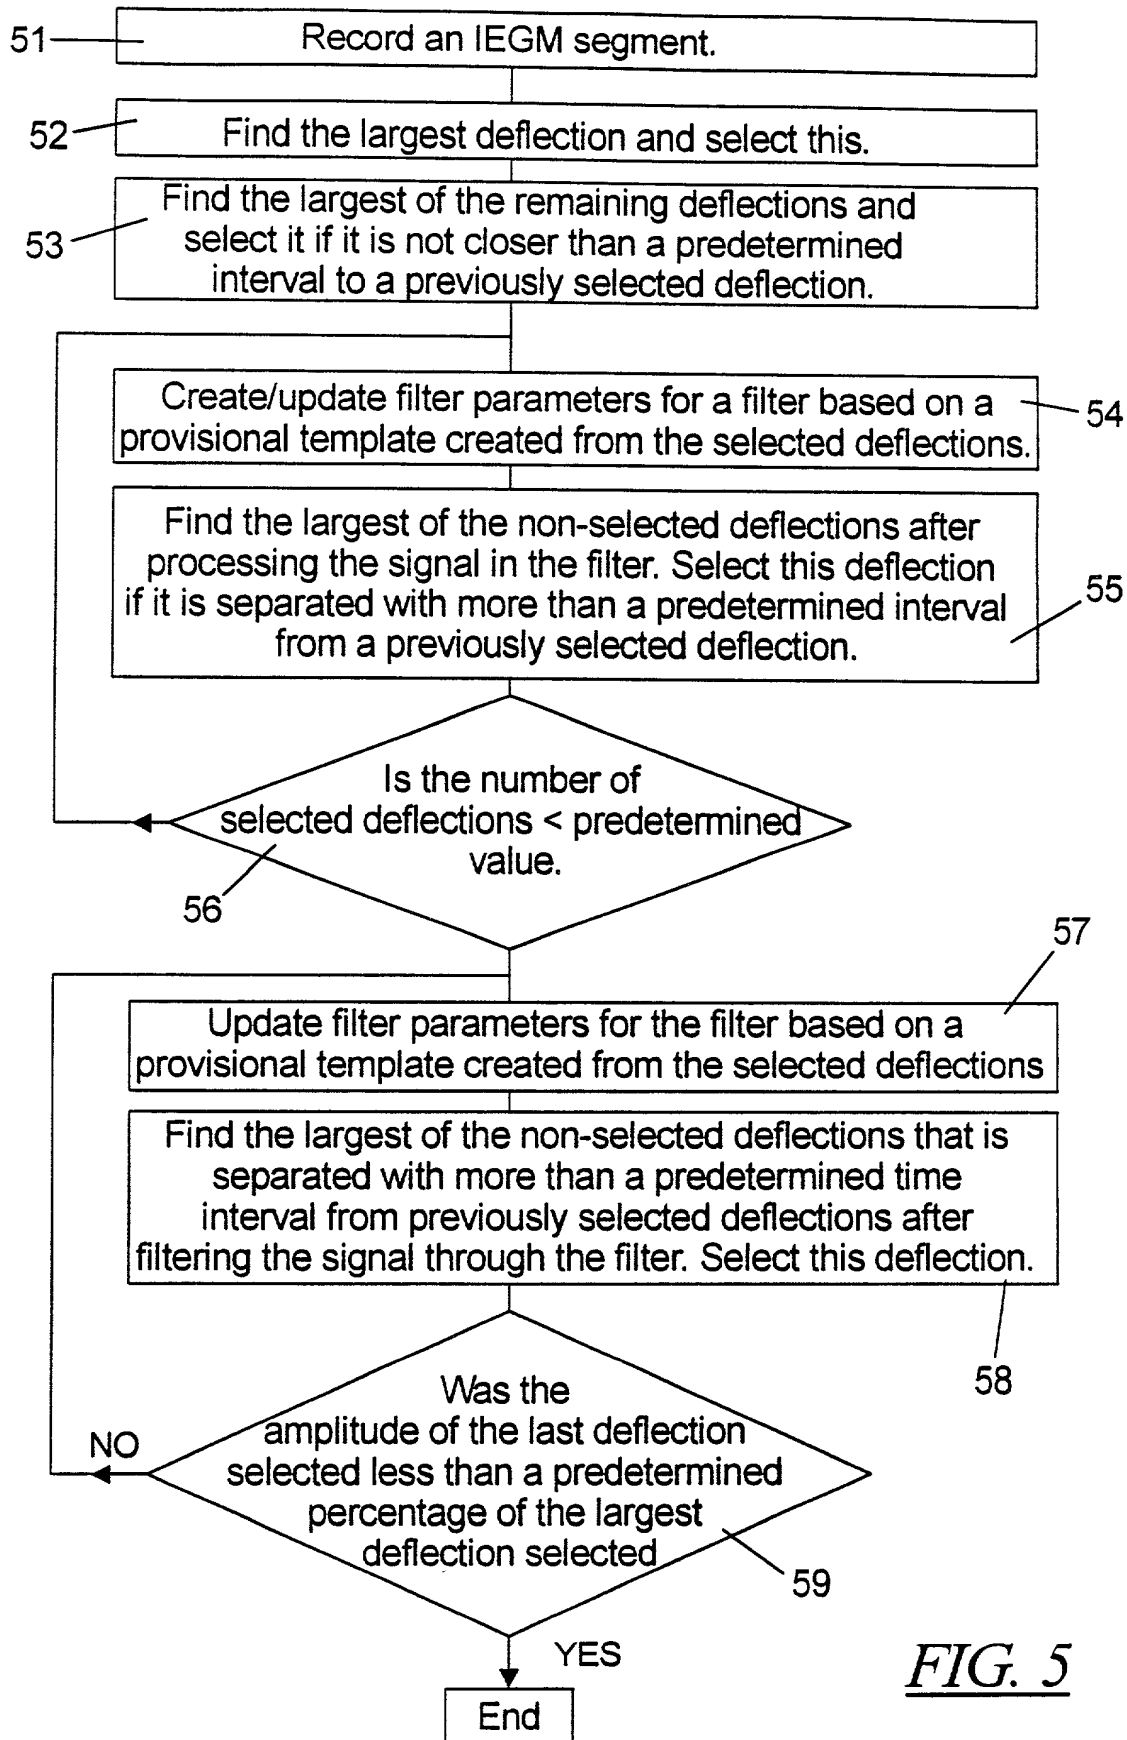 51
Record an IEGM segment.
52
Find the largest deflection and select this.
53
Find the largest of the remaining deflections and
select it if it is not closer than a predetermined
interval to a previously selected deflection.
Create/update filter parameters for a filter based on a
provisional template created from the selected deflections.
54
Find the largest of the non-selected deflections after
processing the signal in the filter. Select this deflection
if it is separated with more than a predetermined interval
from a previously selected deflection.
55
Is the number of
selected deflections < predetermined
value.
56
57
Update filter parameters for the filter based on a
provisional template created from the selected deflections
Find the largest of the non-selected deflections that is
separated with more than a predetermined time
interval from previously selected deflections after
filtering the signal through the filter. Select this deflection.
58
Was the
amplitude of the last deflection
selected less than a predetermined
percentage of the largest
deflection selected
NO
59
YES
End
FIG. 5